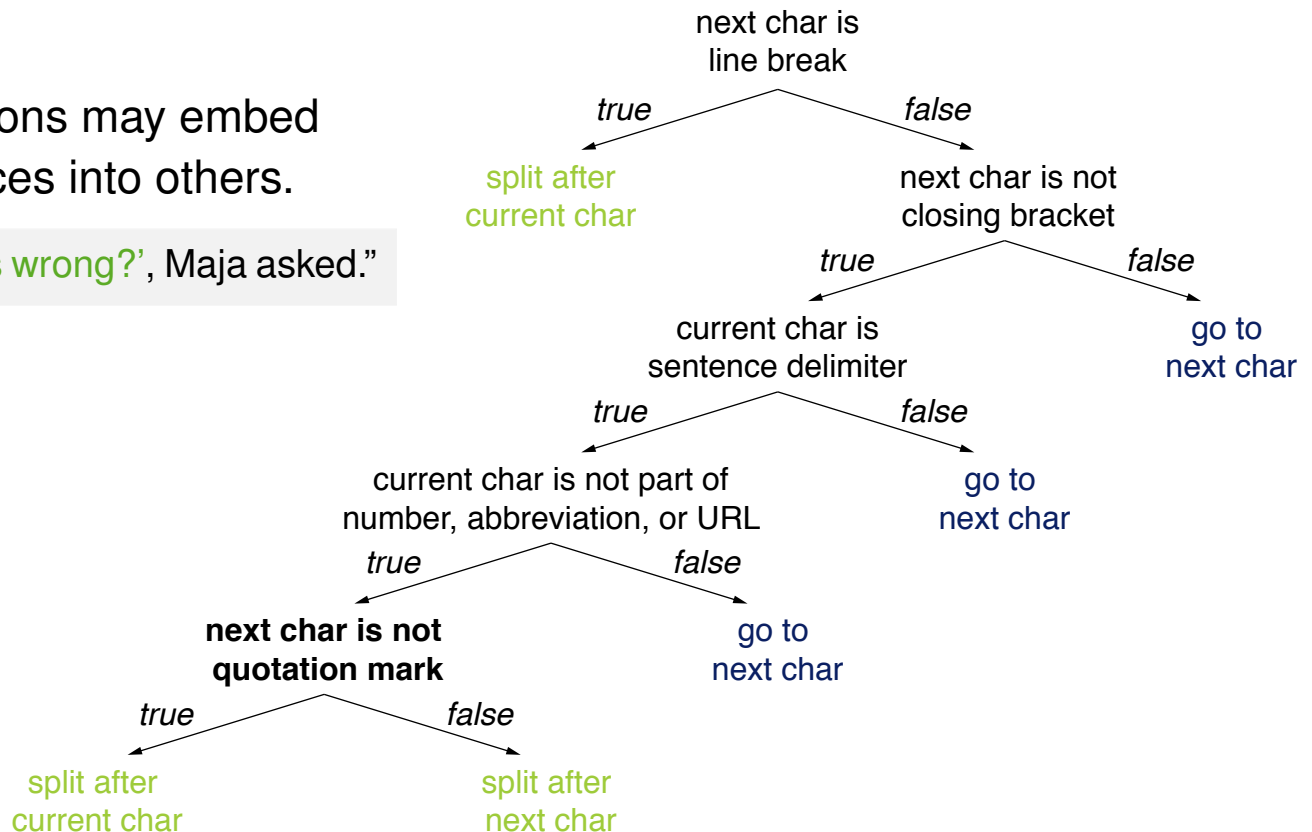 next char is
line break
ons may embed
ces into others.
s wrong?’, Maja asked.”
true
false
split after
current char
next char is not
closing bracket
true
false
current char is
sentence delimiter
go to
next char
true
false
current char is not part of
number, abbreviation, or URL
go to
next char
true
false
next char is not
quotation mark
go to
next char
true
false
split after
current char
split after
next char